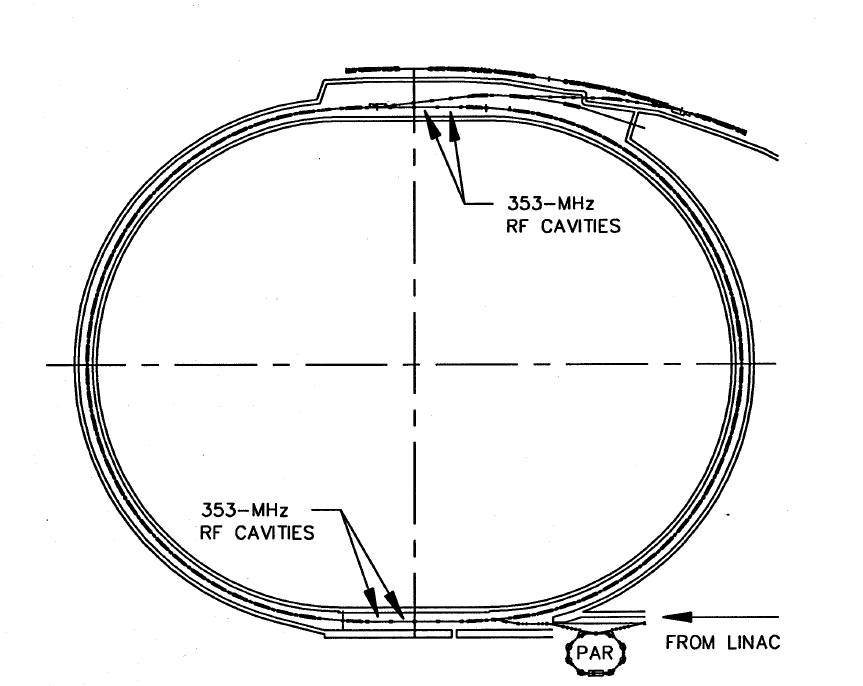 353-MHz
RF CAVITIES
353-MHz
RF CAVITIES
FROM LINAC
PAR